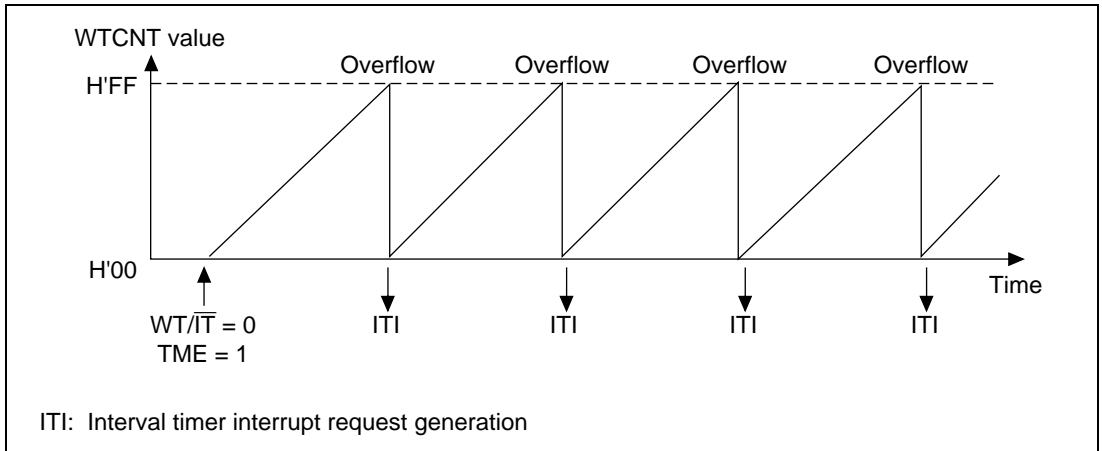 WTCNT value
Overflow Overflow Overflow Overflow
H'FF
H'00
Time
WT/I̅T̅ = 0
TME = 1
ITI ITI ITI ITI
ITI: Interval timer interrupt request generation